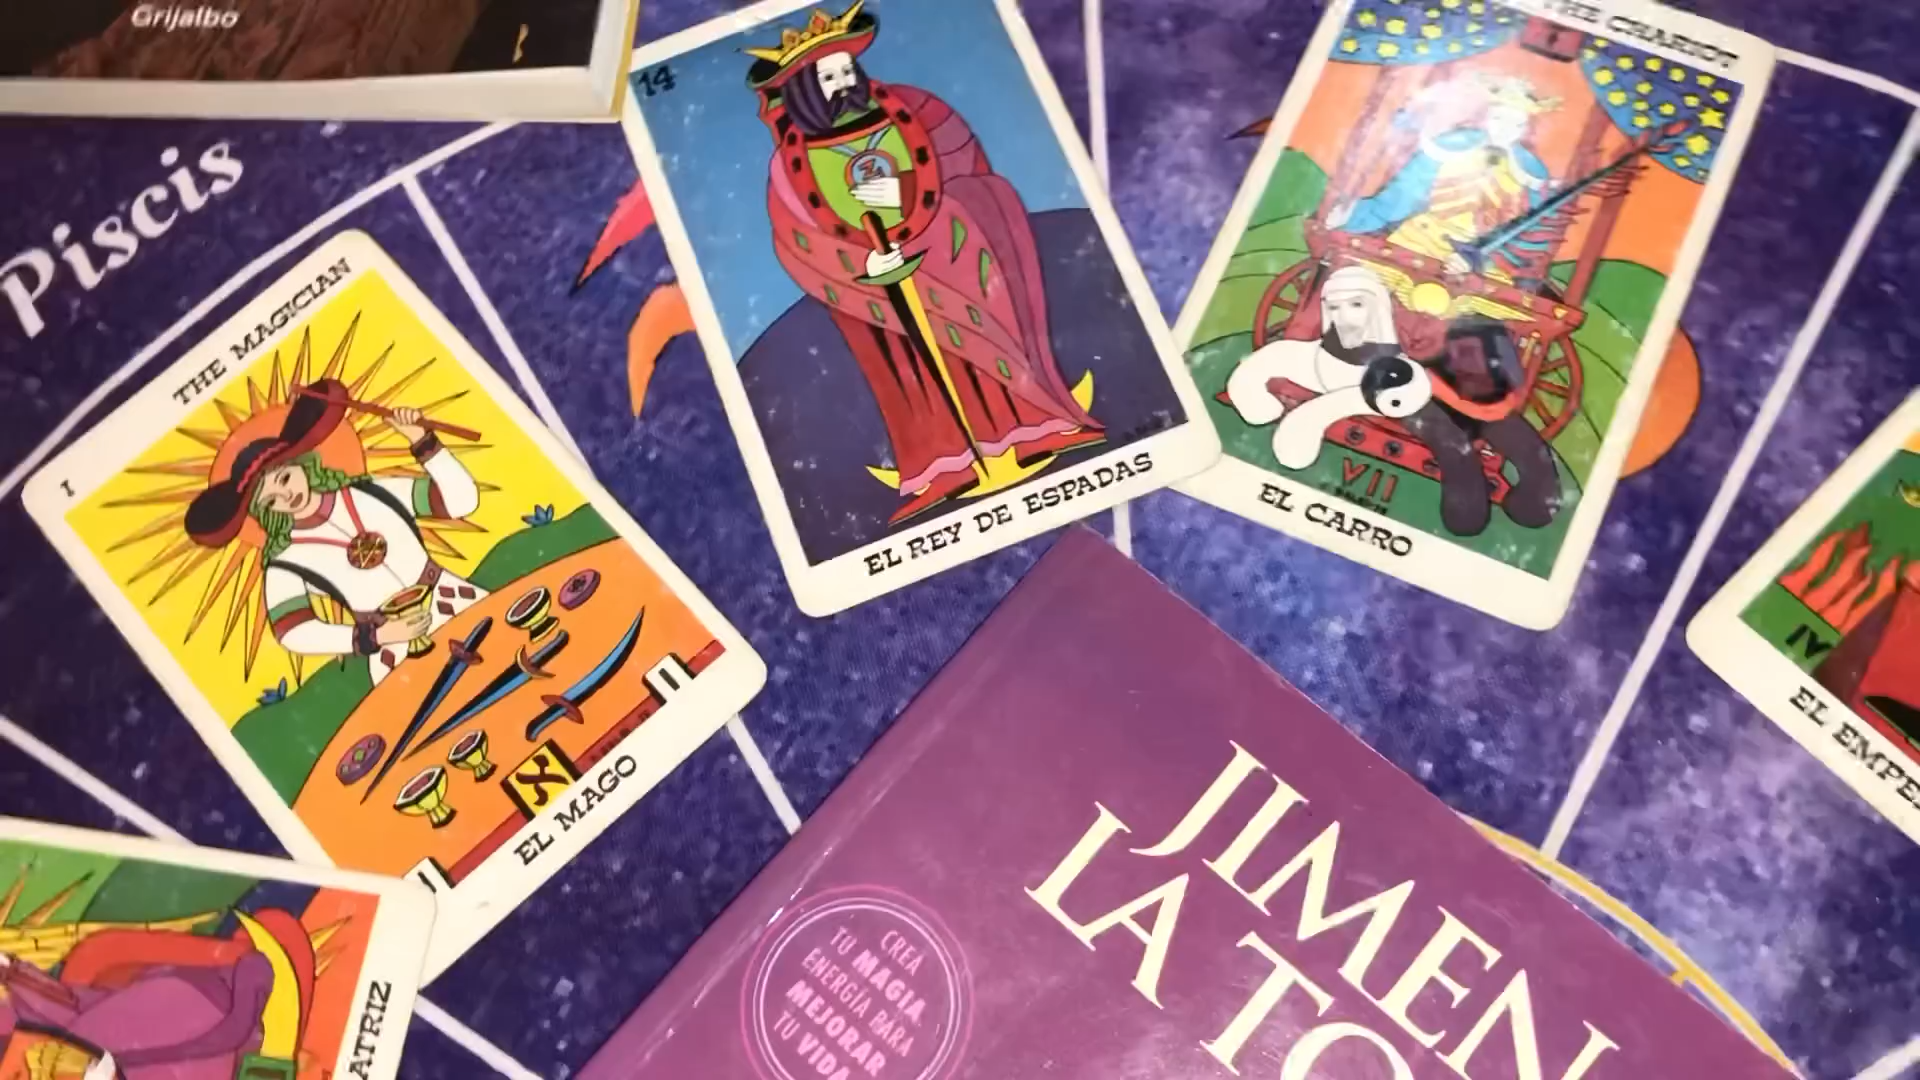 Grijalbo
Piscis
THE MAGICIAN
I
EL MAGO
14
EL REY DE ESPADAS
THE CHARIOT
VII
EL CARRO
IV
EL EMPE
ATRIZ
JIMEN
LA TO
CREA
TU MAGIA,
ENERGÍA PARA
MEJORAR
TU VIDA